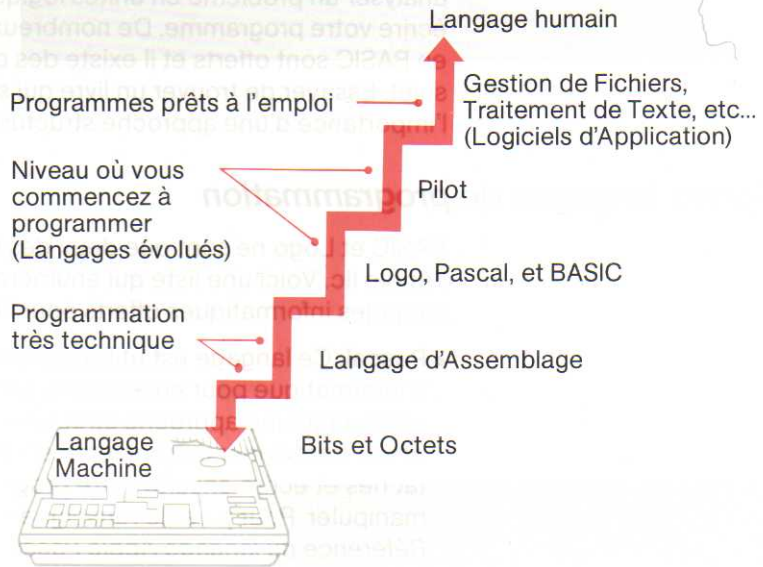 Langage humain
Programmes prêts à l'emploi
Gestion de Fichiers,
Traitement de Texte, etc...
(Logiciels d'Application)
Niveau où vous
commencez à
programmer
(Langages évolués)
Pilot
Logo, Pascal, et BASIC
Programmation
très technique
Langage d'Assemblage
Langage
Machine
Bits et Octets